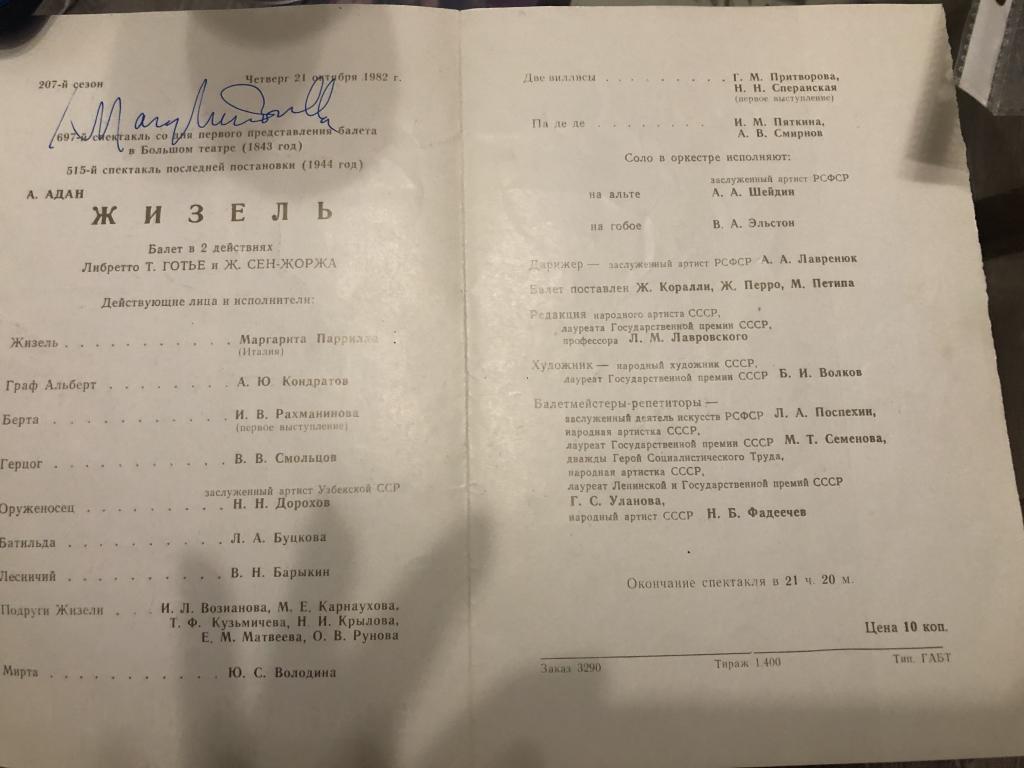 207-й сезон
Четверг 21 октября 1982 г.
697-й спектакль со дня первого представления балета
в Большом театре (1843 год)
515-й спектакль последней постановки (1944 год)
А. АДАН
ЖИЗЕЛЬ
Балет в 2 действиях
Либретто Т. ГОТЬЕ и Ж. СЕН-ЖОРЖА
Действующие лица и исполнители:
Жизель . . . . . . . . . . . Маргарита Паррилла
(Италия)
Граф Альберт . . . . . . . . А. Ю. Кондратов
Берта . . . . . . . . . . . . И. В. Рахманинова
(первое выступление)
Герцог . . . . . . . . . . . В. В. Смольцов
заслуженный артист Узбекской ССР
Оруженосец . . . . . . . . . Н. Н. Дорохов
Батильда . . . . . . . . . . Л. А. Буцкова
Лесничий . . . . . . . . . . В. Н. Барыкин
Подруги Жизели . . . И. Л. Возианова, М. Е. Карнаухова,
Т. Ф. Кузьмичева, Н. И. Крылова,
Е. М. Матвеева, О. В. Рунова
Мирта . . . . . . . . . . . . Ю. С. Володина
Две виллисы . . . . . . . . . Г. М. Притворова,
Н. Н. Сперанская
(первое выступление)
Па де де . . . . . . . . И. М. Пяткина,
А. В. Смирнов
Соло в оркестре исполняют:
заслуженный артист РСФСР
на альте А. А. Шейдин
на гобое В. А. Эльстон
Дирижер — заслуженный артист РСФСР А. А. Лавренюк
Балет поставлен Ж. Коралли, Ж. Перро, М. Петипа
Редакция народного артиста СССР,
лауреата Государственной премии СССР,
профессора Л. М. Лавровского
Художник — народный художник СССР,
лауреат Государственной премии СССР Б. И. Волков
Балетмейстеры-репетиторы —
заслуженный деятель искусств РСФСР Л. А. Поспехин,
народная артистка СССР,
лауреат Государственной премии СССР М. Т. Семенова,
дважды Герой Социалистического Труда,
народная артистка СССР,
лауреат Ленинской и Государственной премий СССР
Г. С. Уланова,
народный артист СССР Н. Б. Фадеечев
Окончание спектакля в 21 ч. 20 м.
Цена 10 коп.
Заказ 3290 Тираж 1.400 Тип. ГАБТ